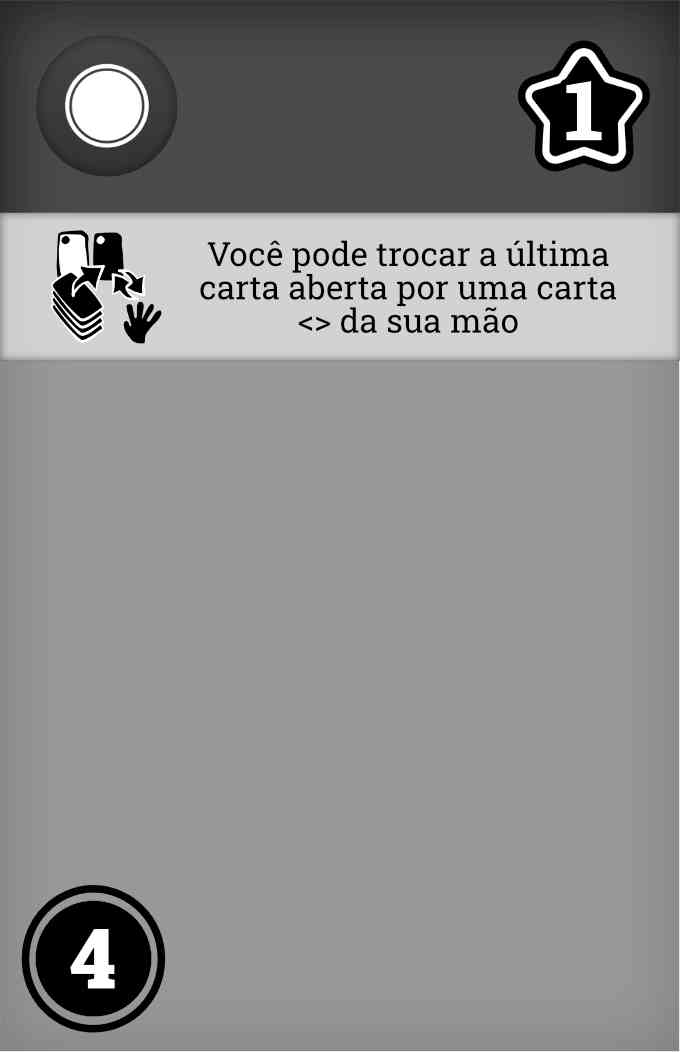 1
Você pode trocar a última
carta aberta por uma carta
<> da sua mão
4